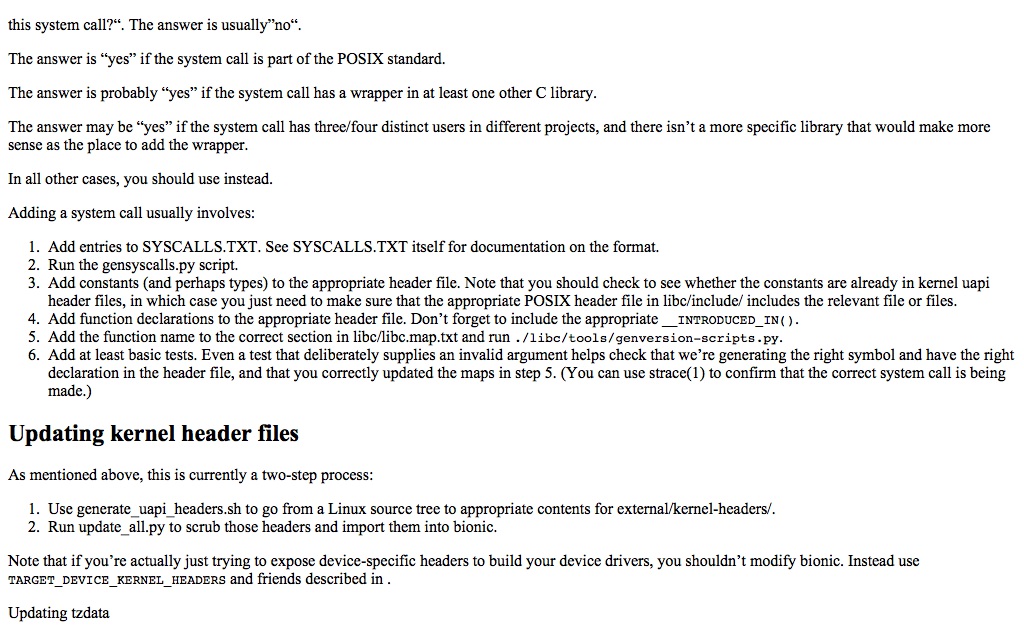 this system call?“. The answer is usually”no“.
The answer is “yes” if the system call is part of the POSIX standard.
The answer is probably “yes” if the system call has a wrapper in at least one other C library.
The answer may be “yes” if the system call has three/four distinct users in different projects, and there isn’t a more specific library that would make more
sense as the place to add the wrapper.
In all other cases, you should use instead.
Adding a system call usually involves:
1. Add entries to SYSCALLS.TXT. See SYSCALLS.TXT itself for documentation on the format.
2. Run the gensyscalls.py script.
3. Add constants (and perhaps types) to the appropriate header file. Note that you should check to see whether the constants are already in kernel uapi
header files, in which case you just need to make sure that the appropriate POSIX header file in libc/include/ includes the relevant file or files.
4. Add function declarations to the appropriate header file. Don’t forget to include the appropriate __INTRODUCED_IN().
5. Add the function name to the correct section in libc/libc.map.txt and run ./libc/tools/genversion-scripts.py.
6. Add at least basic tests. Even a test that deliberately supplies an invalid argument helps check that we’re generating the right symbol and have the right
declaration in the header file, and that you correctly updated the maps in step 5. (You can use strace(1) to confirm that the correct system call is being
made.)
Updating kernel header files
As mentioned above, this is currently a two-step process:
1. Use generate_uapi_headers.sh to go from a Linux source tree to appropriate contents for external/kernel-headers/.
2. Run update_all.py to scrub those headers and import them into bionic.
Note that if you’re actually just trying to expose device-specific headers to build your device drivers, you shouldn’t modify bionic. Instead use
TARGET_DEVICE_KERNEL_HEADERS and friends described in .
Updating tzdata